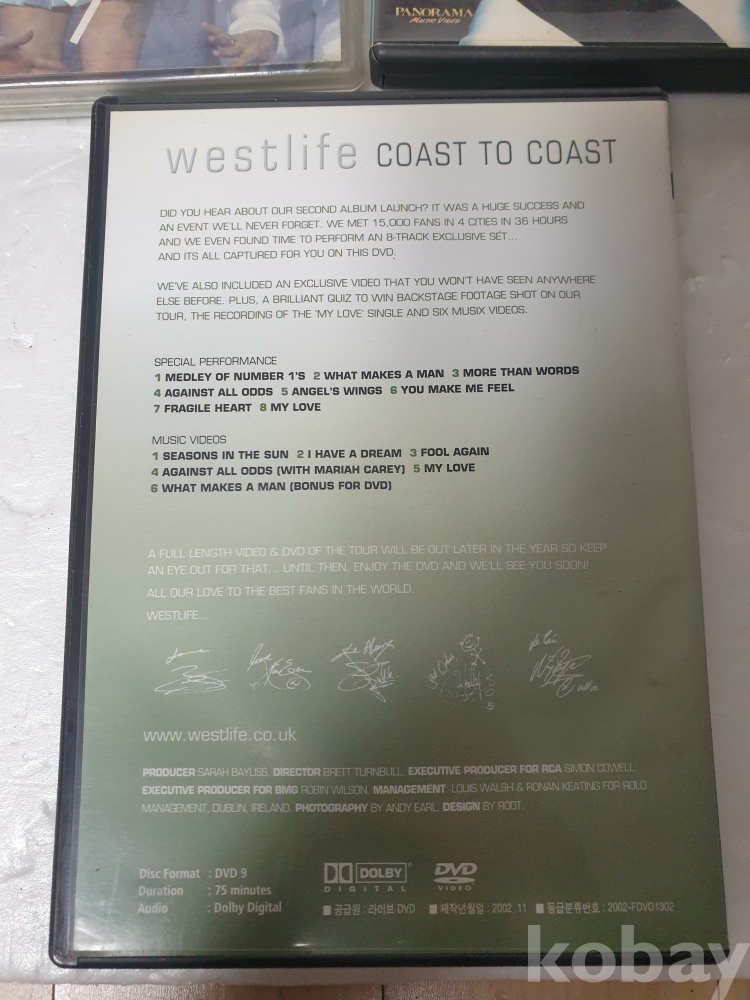 PANORAMA
MUSIC VIDEO
westlife COAST TO COAST
DID YOU HEAR ABOUT OUR SECOND ALBUM LAUNCH? IT WAS A HUGE SUCCESS AND
AN EVENT WE'LL NEVER FORGET. WE MET 15,000 FANS IN 4 CITIES IN 36 HOURS
AND WE EVEN FOUND TIME TO PERFORM AN 8-TRACK EXCLUSIVE SET...
AND ITS ALL CAPTURED FOR YOU ON THIS DVD.
WE'VE ALSO INCLUDED AN EXCLUSIVE VIDEO THAT YOU WON'T HAVE SEEN ANYWHERE
ELSE BEFORE. PLUS, A BRILLIANT QUIZ TO WIN BACKSTAGE FOOTAGE SHOT ON OUR
TOUR, THE RECORDING OF THE 'MY LOVE' SINGLE AND SIX MUSIX VIDEOS.
SPECIAL PERFORMANCE
1 MEDLEY OF NUMBER 1'S 2 WHAT MAKES A MAN 3 MORE THAN WORDS
4 AGAINST ALL ODDS 5 ANGEL'S WINGS 6 YOU MAKE ME FEEL
7 FRAGILE HEART 8 MY LOVE
MUSIC VIDEOS
1 SEASONS IN THE SUN 2 I HAVE A DREAM 3 FOOL AGAIN
4 AGAINST ALL ODDS (WITH MARIAH CAREY) 5 MY LOVE
6 WHAT MAKES A MAN (BONUS FOR DVD)
A FULL LENGTH VIDEO & DVD OF THE TOUR WILL BE OUT LATER IN THE YEAR SO KEEP
AN EYE OUT FOR THAT... UNTIL THEN, ENJOY THE DVD AND WE'LL SEE YOU SOON!
ALL OUR LOVE TO THE BEST FANS IN THE WORLD.
WESTLIFE...
www.westlife.co.uk
PRODUCER SARAH BAYLISS. DIRECTOR BRETT TURNBULL. EXECUTIVE PRODUCER FOR RCA SIMON COWELL.
EXECUTIVE PRODUCER FOR BMG ROBIN WILSON. MANAGEMENT LOUIS WALSH & RONAN KEATING FOR ROLO
MANAGEMENT, DUBLIN, IRELAND. PHOTOGRAPHY BY ANDY EARL. DESIGN BY ROOT.
Disc Format : DVD 9
Duration : 75 minutes
Audio : Dolby Digital
DOLBY
DIGITAL
DVD
VIDEO
■ 공급원 : 라이브 DVD ■ 제작년월일 : 2002. 11 ■ 등급분류번호 : 2002-FDVD1302
kobay